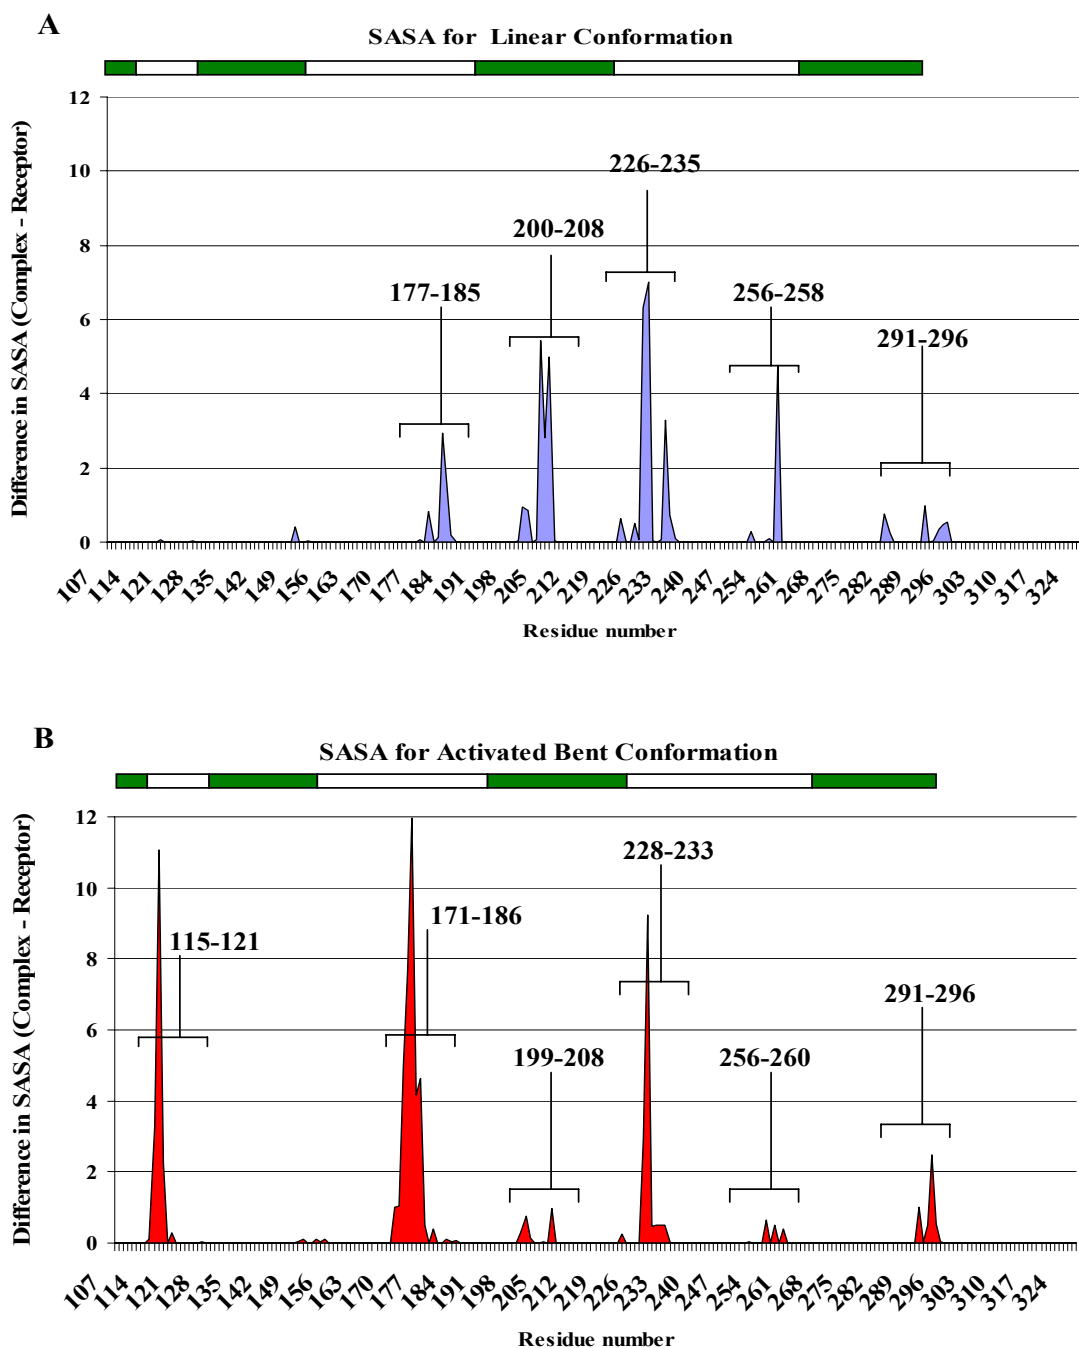 A
SASA for Linear Conformation
Difference in SASA (Complex - Receptor)
12
10
8
6
4
2
0
177-185
200-208
226-235
256-258
291-296
107 114 121 128 135 142 149 156 163 170 177 184 191 198 205 212 219 226 233 240 247 254 261 268 275 282 289 296 303 310 317 324
Residue number
B
SASA for Activated Bent Conformation
Difference in SASA (Complex - Receptor)
12
10
8
6
4
2
0
115-121
171-186
199-208
228-233
256-260
291-296
107 114 121 128 135 142 149 156 163 170 177 184 191 198 205 212 219 226 233 240 247 254 261 268 275 282 289 296 303 310 317 324
Residue number